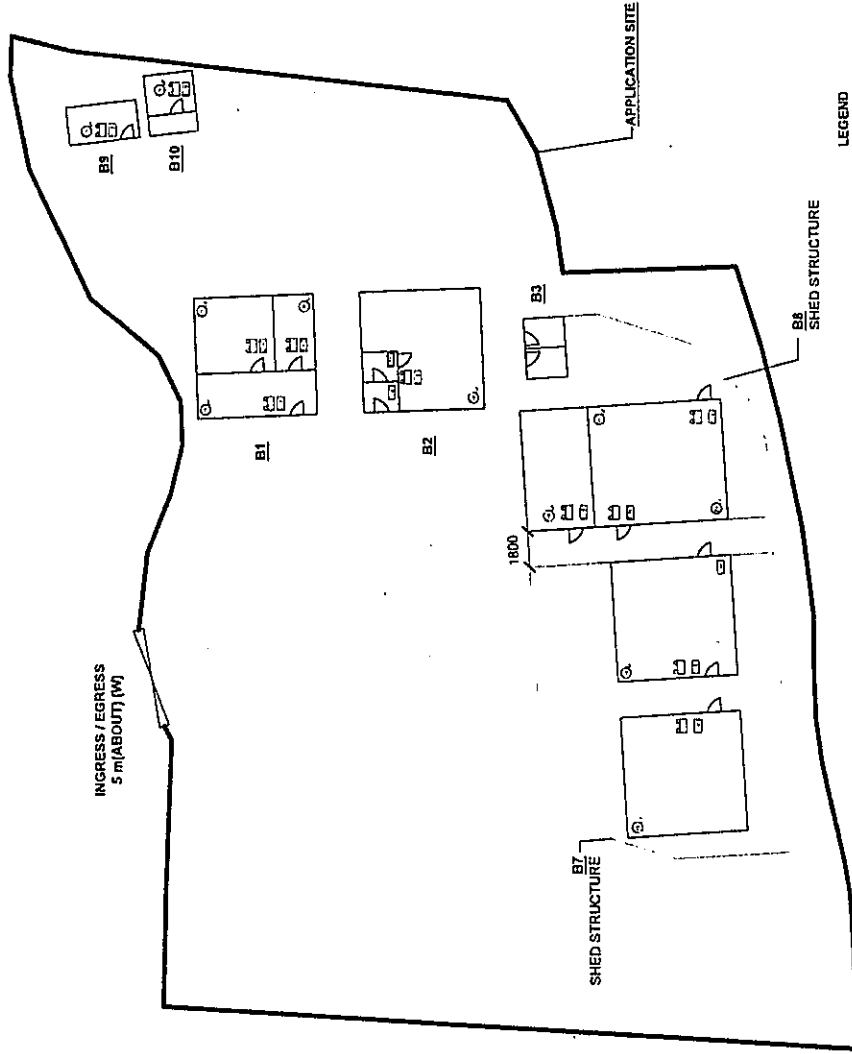 INGRESS / EGRESS
5 m(ABOUT) (W)
B9
B10
APPLICATION SITE
B1
B2
B3
B8
SHED STRUCTURE
1800
B7
SHED STRUCTURE
LEGEND